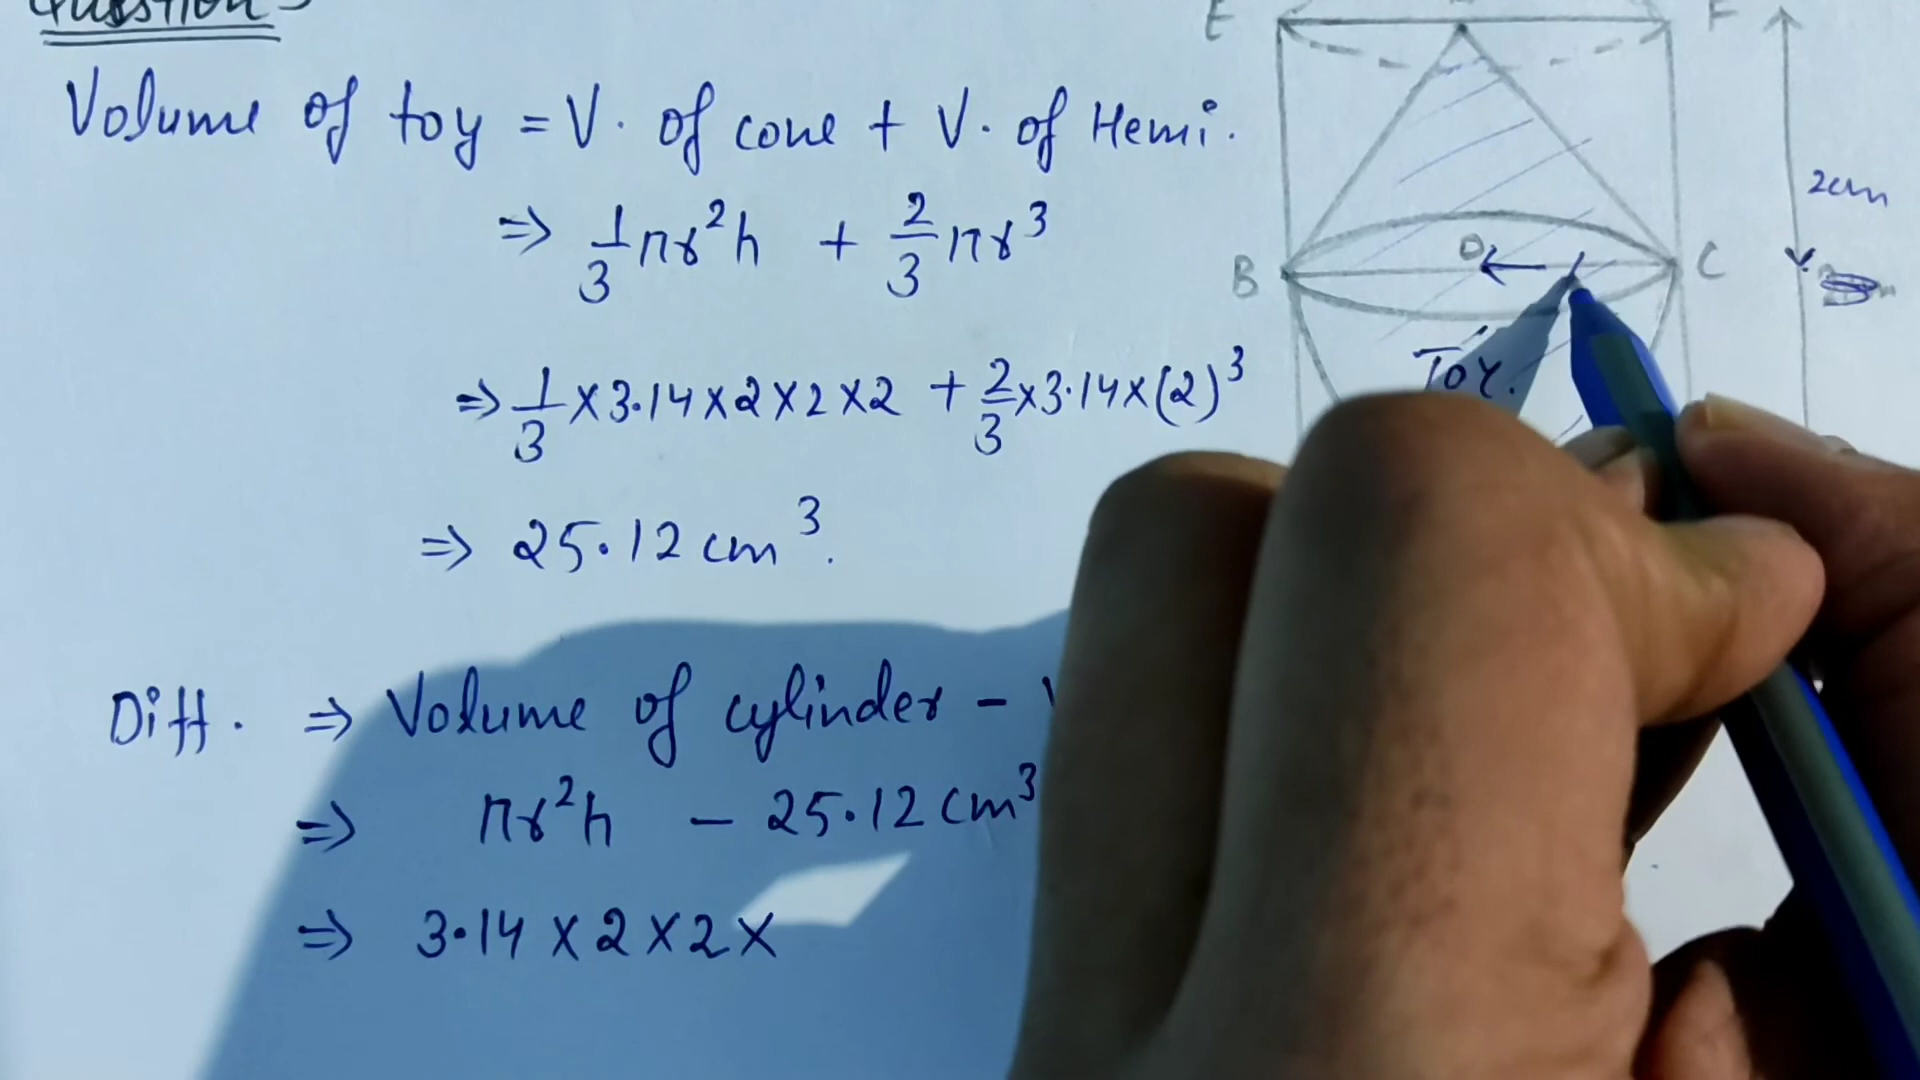 Question
Volume of toy = V. of cone + V. of Hemi.
⇒ 1/3 πr²h + 2/3 πr³
⇒ 1/3 × 3.14 × 2 × 2 × 2 + 2/3 × 3.14 × (2)³
⇒ 25.12 cm³.
Diff. ⇒ Volume of cylinder -
⇒ πr²h - 25.12 cm³
⇒ 3.14 × 2 × 2 ×
E F
2cm
B O C
Toy.